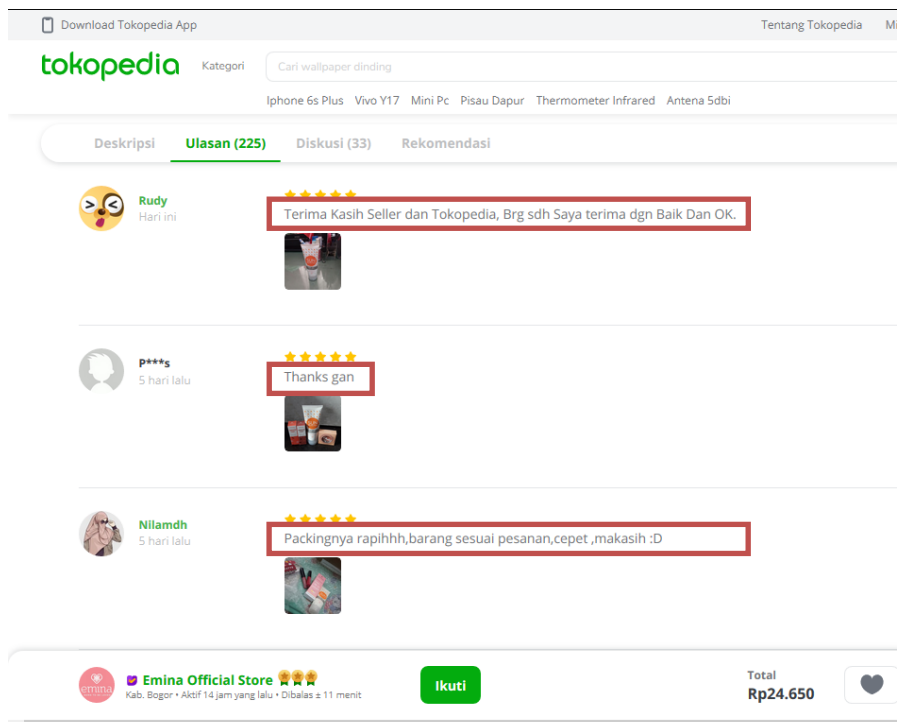 Download Tokopedia App
Tentang Tokopedia
tokopedia
Kategori
Cari wallpaper dinding
Iphone 6s Plus Vivo Y17 Mini Pc Pisau Dapur Thermometer Infrared Antena 5dbi
Deskripsi Ulasan (225) Diskusi (33) Rekomendasi
Rudy
Hari ini
Terima Kasih Seller dan Tokopedia, Brg sdh Saya terima dgn Baik Dan OK.
P***s
5 hari lalu
Thanks gan
Nilamdh
5 hari lalu
Packingnya rapihhh,barang sesuai pesanan,cepet ,makasih :D
emina
Emina Official Store
Kab. Bogor • Aktif 14 jam yang lalu • Dibalas ± 11 menit
Ikuti
Total
Rp24.650